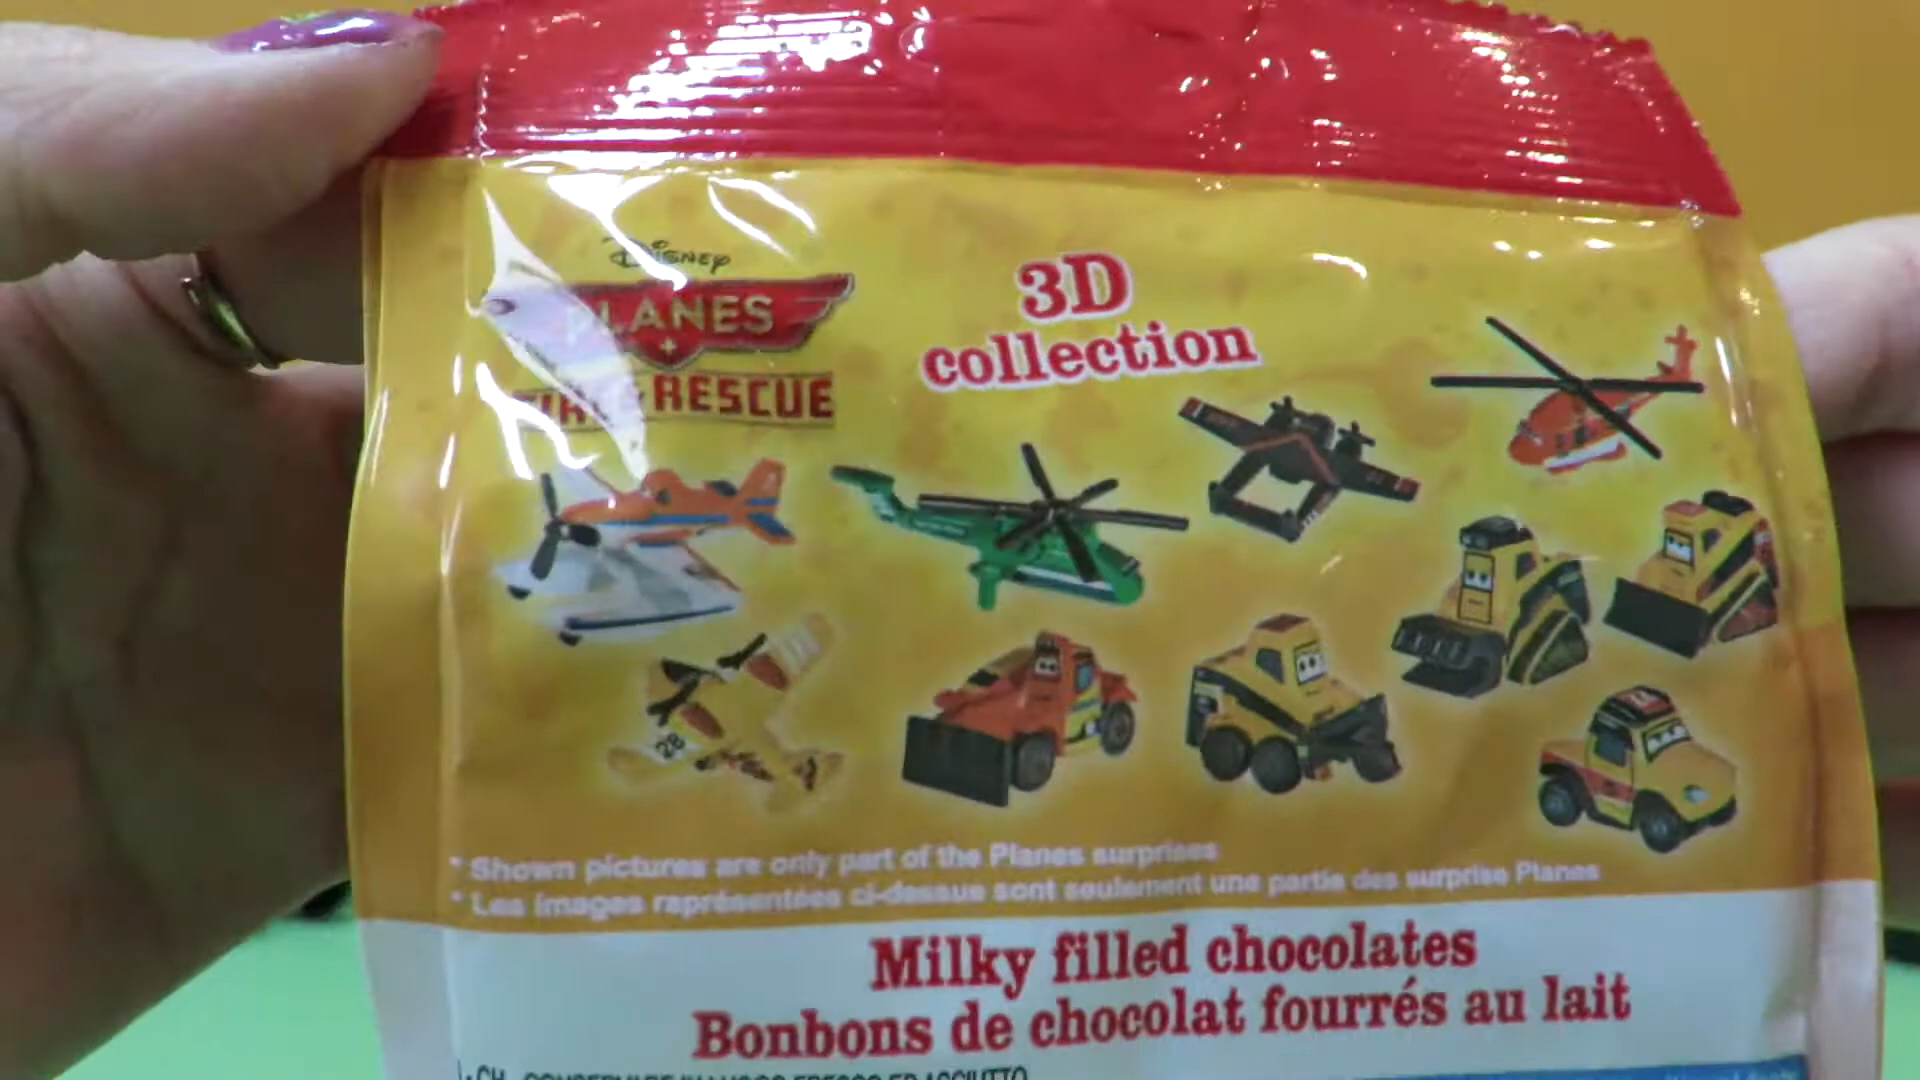 DISNEY
PLANES
FIRE & RESCUE
3D
collection
28
* Shown pictures are only part of the Planes surprises
* Les images représentées ci-dessus sont seulement une partie des surprise Planes
Milky filled chocolates
Bonbons de chocolat fourrés au lait